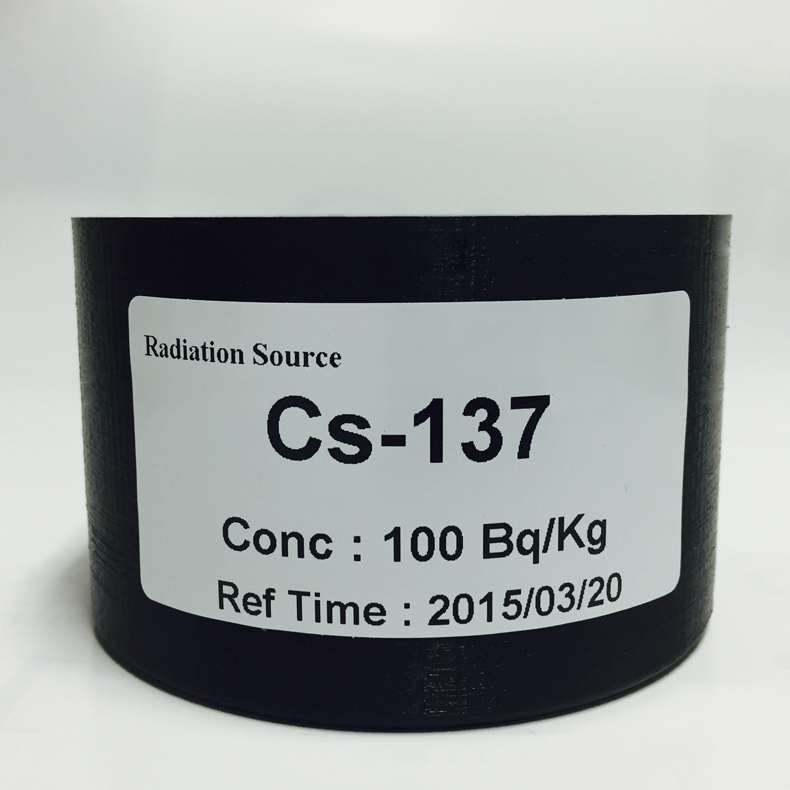 Radiation Source
Cs-137
Conc : 100 Bq/Kg
Ref Time : 2015/03/20